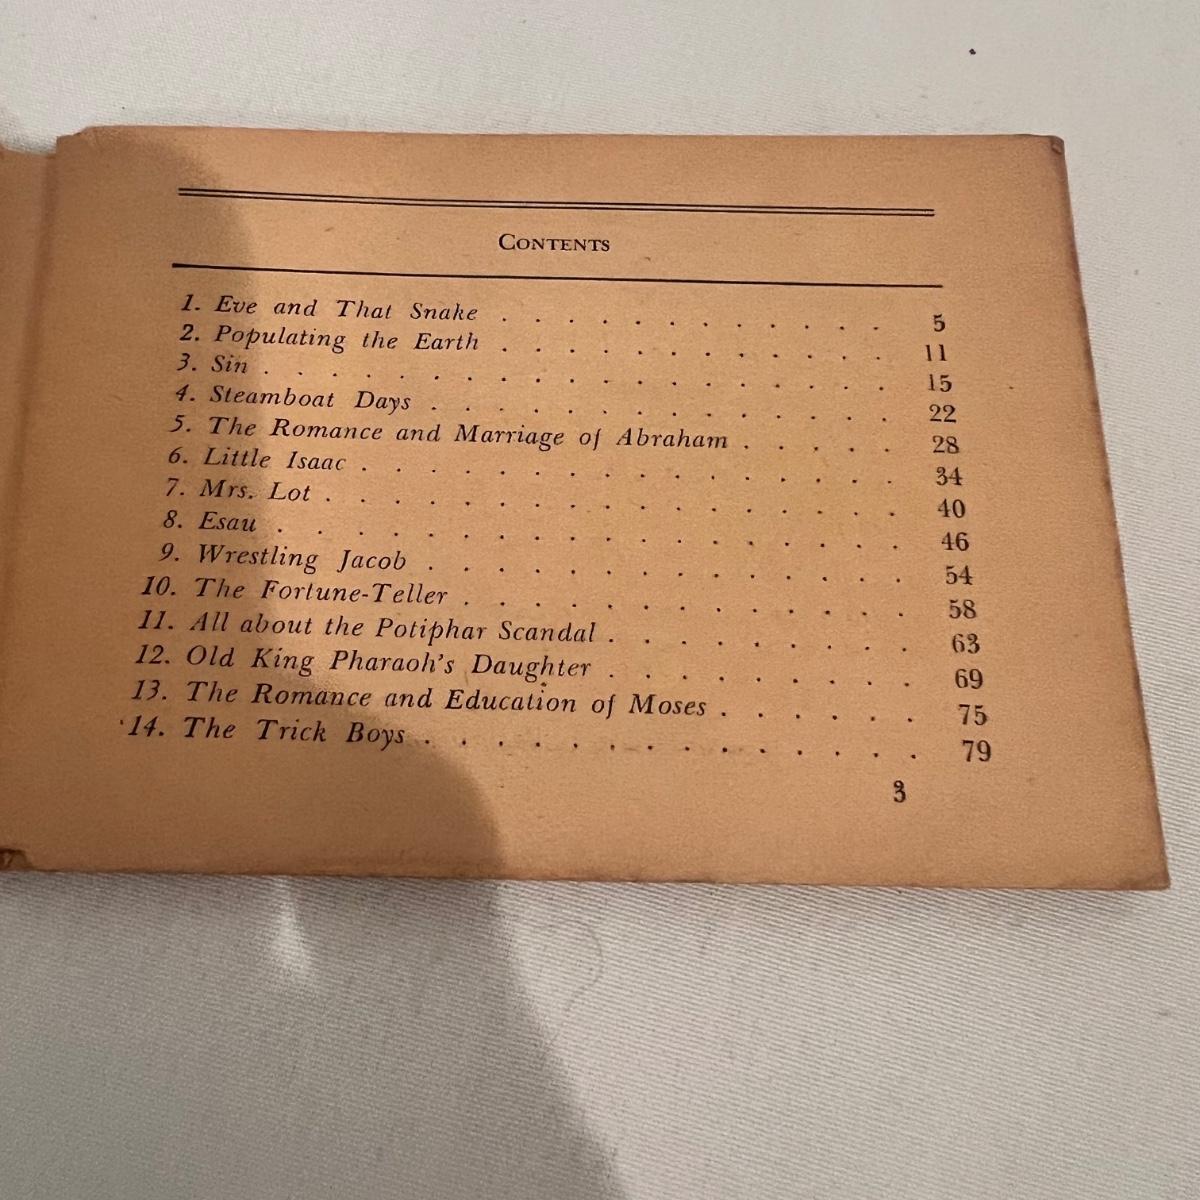 CONTENTS
1. Eve and That Snake . . . . . . . . . . . . 5
2. Populating the Earth . . . . . . . . . . . . 11
3. Sin . . . . . . . . . . . . . . . . . . . 15
4. Steamboat Days . . . . . . . . . . . . . . 22
5. The Romance and Marriage of Abraham . . . . . 28
6. Little Isaac . . . . . . . . . . . . . . . . 34
7. Mrs. Lot . . . . . . . . . . . . . . . . . 40
8. Esau . . . . . . . . . . . . . . . . . . 46
9. Wrestling Jacob . . . . . . . . . . . . . . 54
10. The Fortune-Teller . . . . . . . . . . . . . 58
11. All about the Potiphar Scandal . . . . . . . . . 63
12. Old King Pharaoh's Daughter . . . . . . . . . 69
13. The Romance and Education of Moses . . . . . . 75
14. The Trick Boys . . . . . . . . . . . . . . 79
3